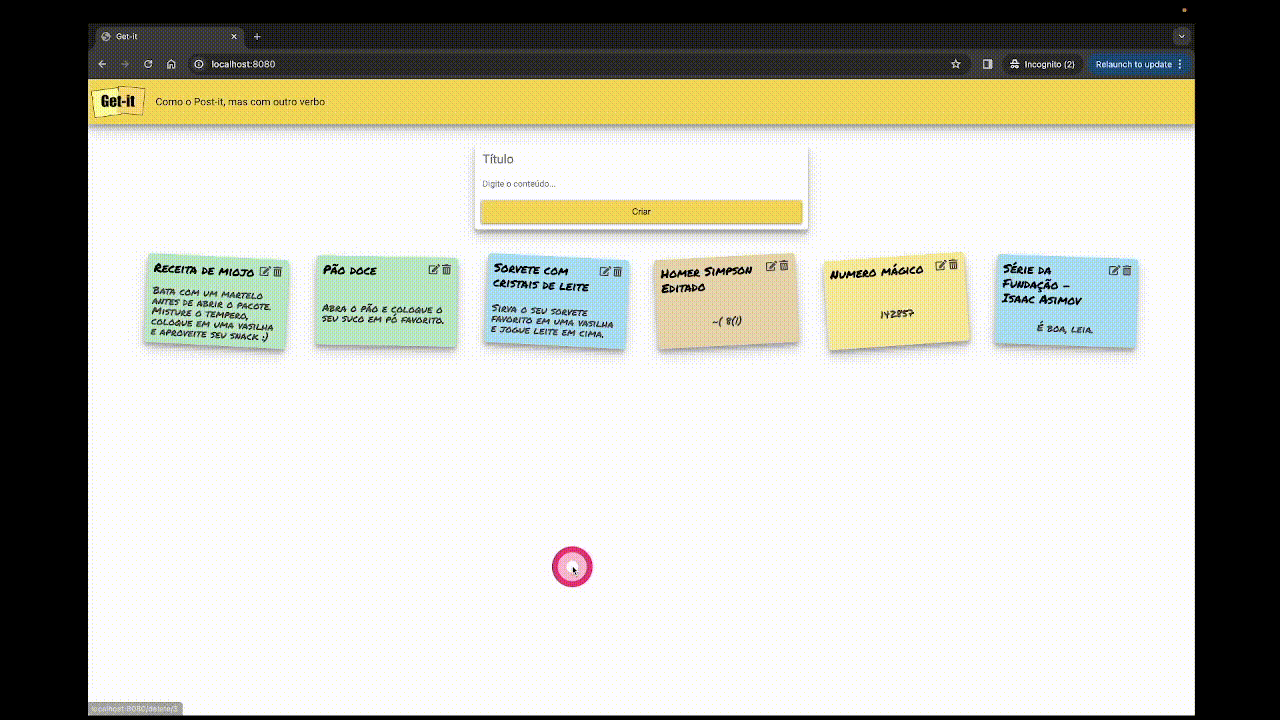 Get-it
localhost:8080
Incognito (2)
Relaunch to update
Get-it
Como o Post-it, mas com outro verbo
Título
Digite o conteúdo...
Criar
Receita de miojo
Bata com um martelo
antes de abrir o pacote.
Misture o tempero,
coloque em uma vasilha
e aproveite seu snack :)
Pão doce
Abra o pão e coloque o
seu suco em pó favorito.
Sorvete com
cristais de leite
Sirva o seu sorvete
favorito em uma vasilha
e jogue leite em cima.
Homer Simpson
Editado
~( 8(|)
Numero mágico
142857
Série da
Fundação –
Isaac Asimov
É boa, leia.
localhost:8080/delete/3